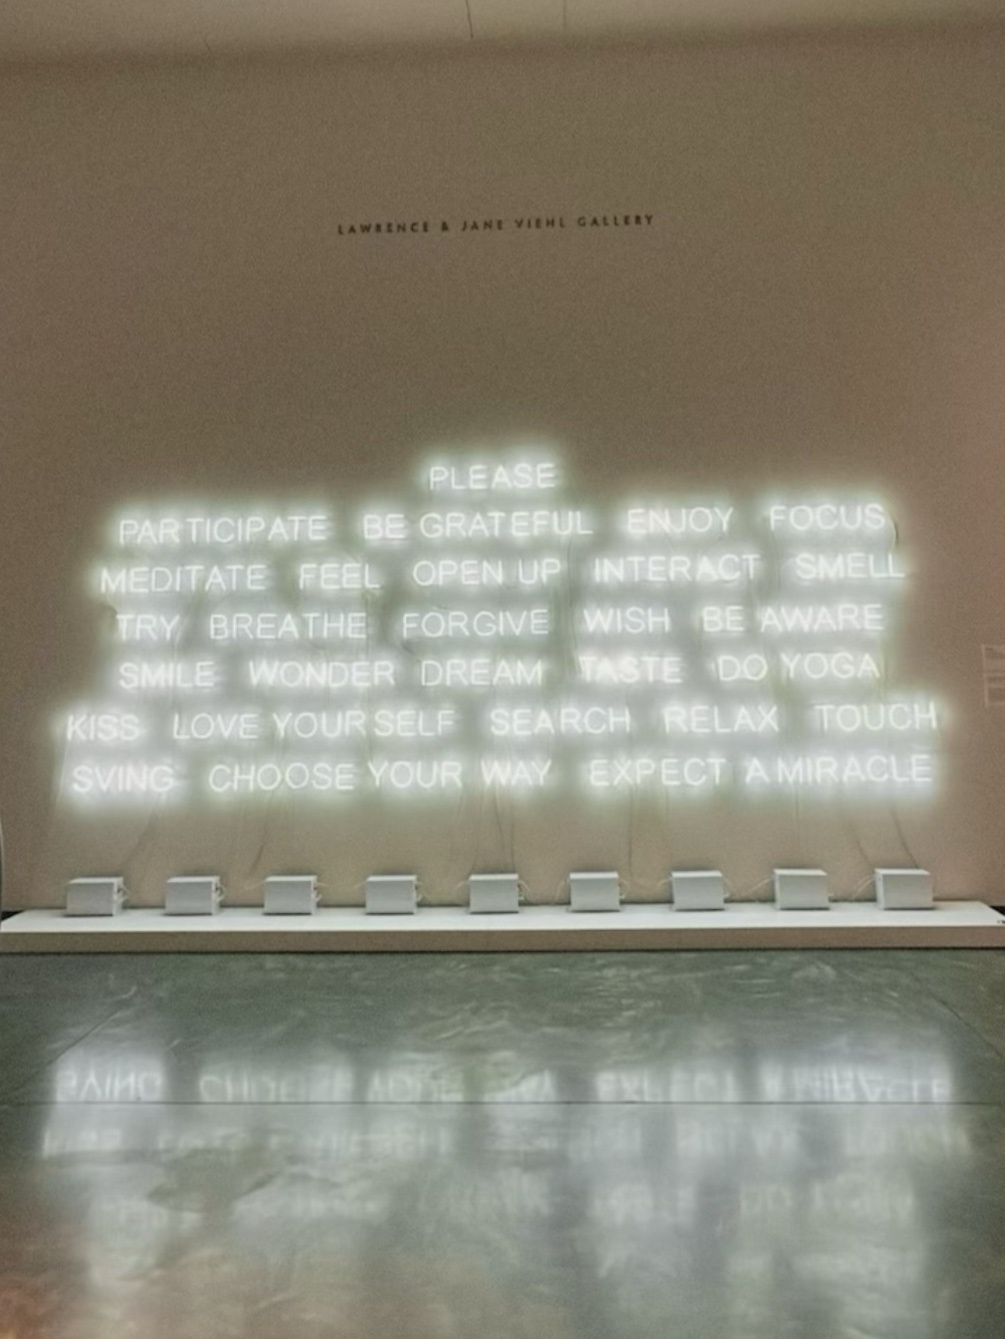 LAWRENCE & JANE VIEHL GALLERY
PLEASE
PARTICIPATE BE GRATEFUL ENJOY FOCUS
MEDITATE FEEL OPEN UP INTERACT SMELL
TRY BREATHE FORGIVE WISH BE AWARE
SMILE WONDER DREAM TASTE DO YOGA
KISS LOVE YOURSELF SEARCH RELAX TOUCH
SVING CHOOSE YOUR WAY EXPECT A MIRACLE